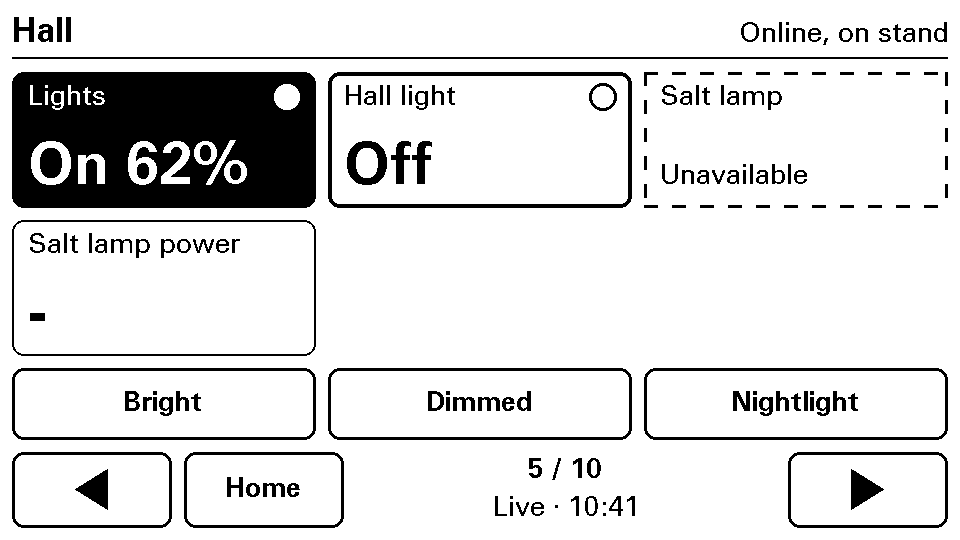 Hall
Online, on stand
Lights
On 62%
Hall light
Off
Salt lamp
Unavailable
Salt lamp power
-
Bright
Dimmed
Nightlight
Home
5 / 10
Live · 10:41